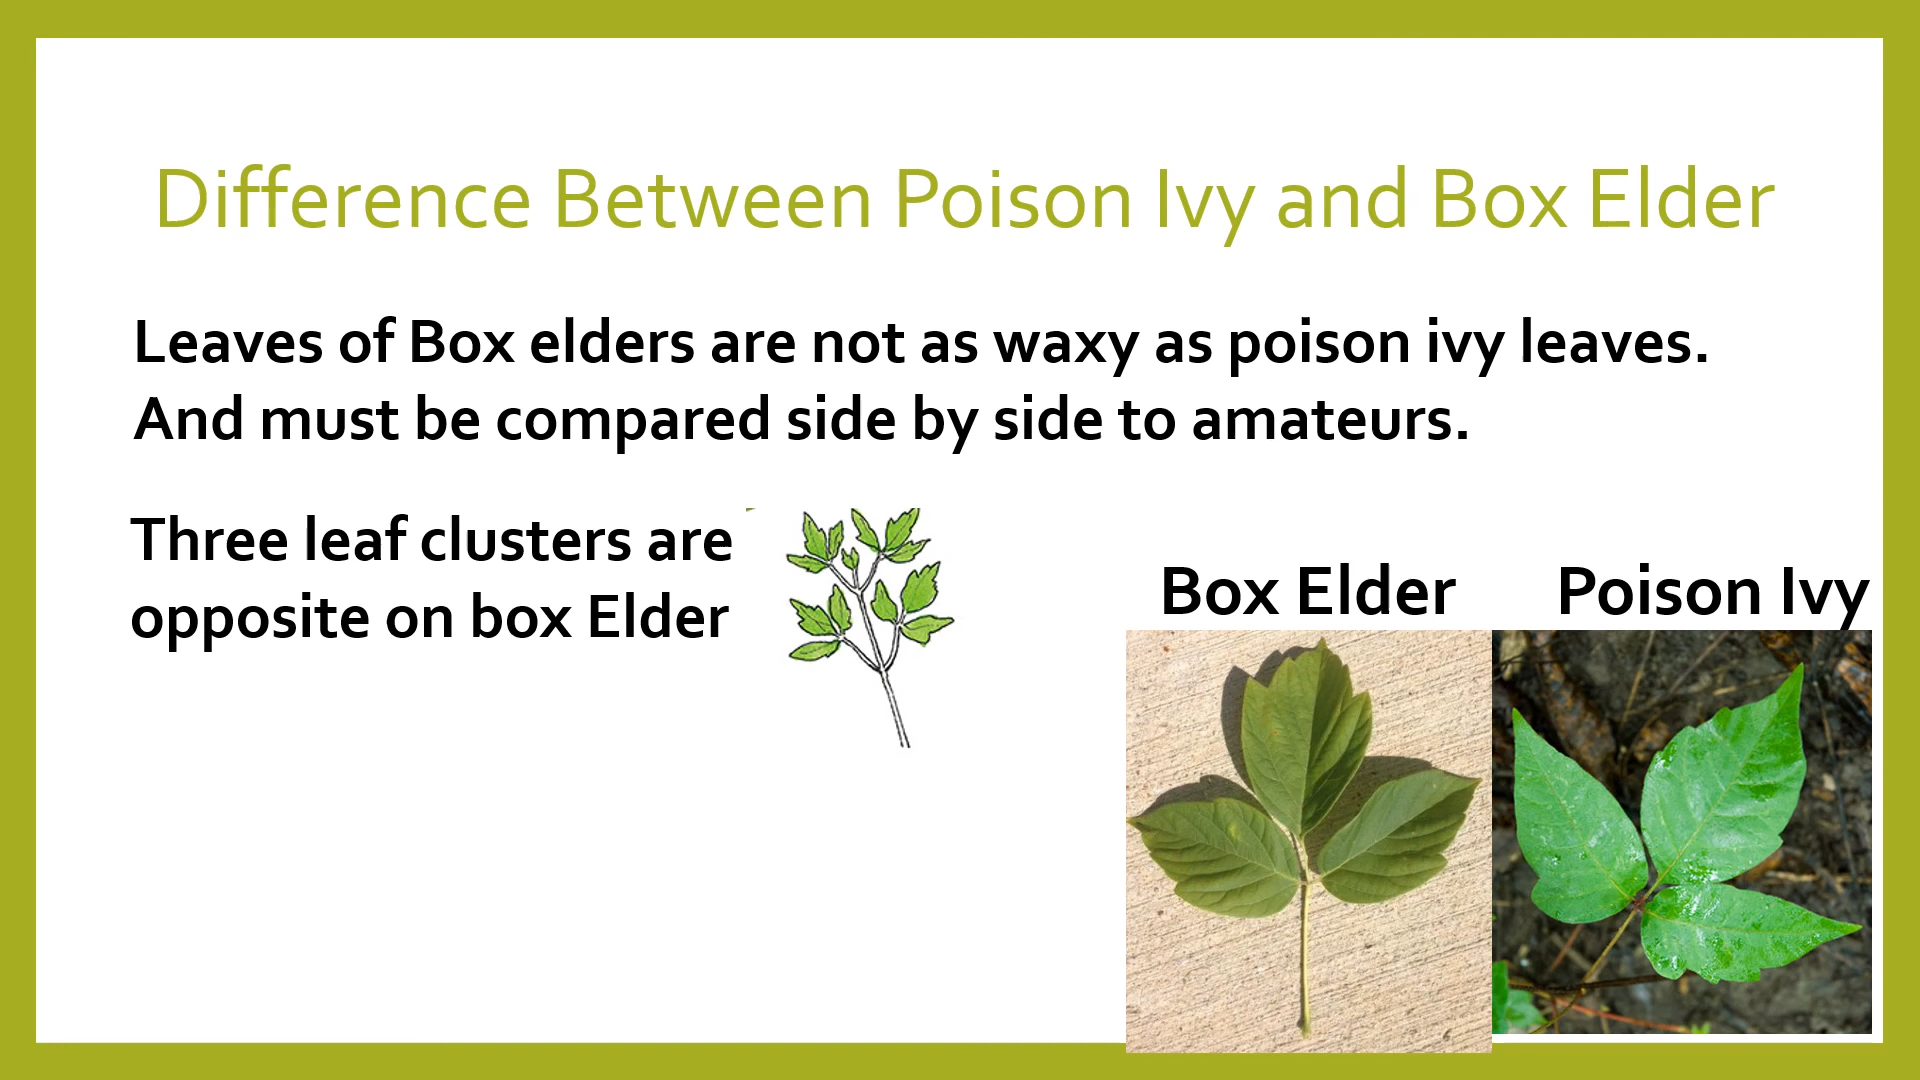 Difference Between Poison Ivy and Box Elder
Leaves of Box elders are not as waxy as poison ivy leaves.
And must be compared side by side to amateurs.
Three leaf clusters are
opposite on box Elder
Box Elder
Poison Ivy